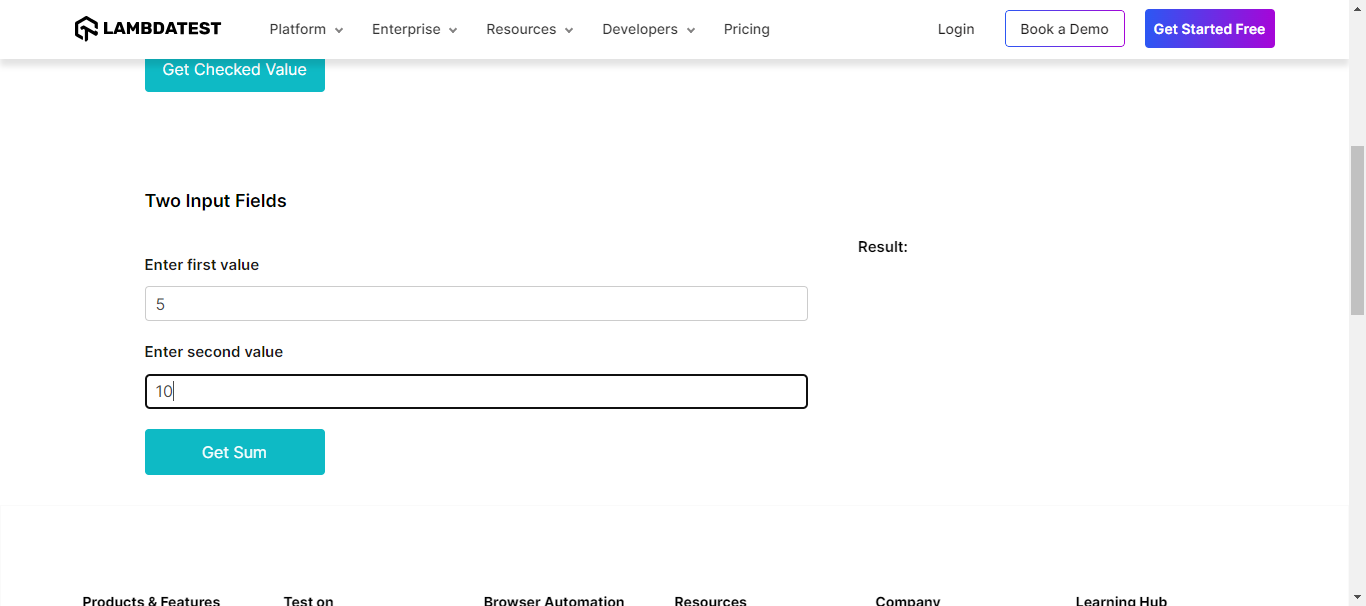 LAMBDATEST Platform Enterprise Resources Developers Pricing Login Book a Demo Get Started Free
Get Checked Value
Two Input Fields
Result:
Enter first value
5
Enter second value
10
Get Sum
Products & Features Test on Browser Automation Resources Company Learning Hub